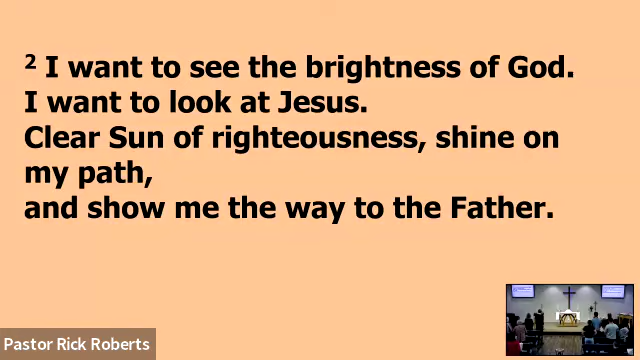 2 I want to see the brightness of God.
I want to look at Jesus.
Clear Sun of righteousness, shine on
my path,
and show me the way to the Father.
Pastor Rick Roberts